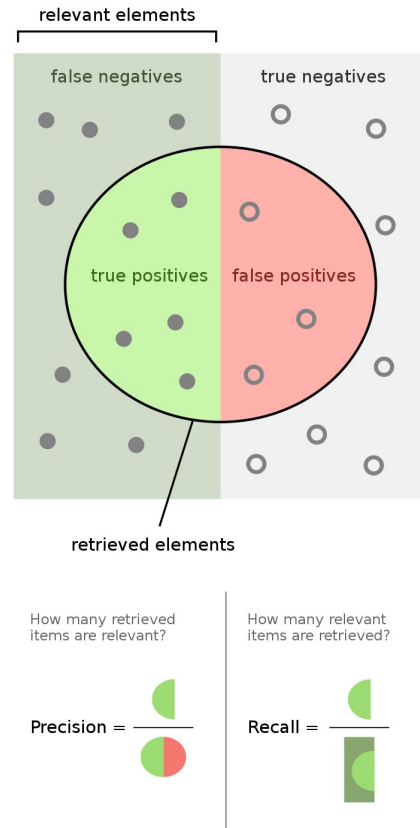 relevant elements
false negatives
true negatives
true positives
false positives
retrieved elements
How many retrieved
items are relevant?
Precision =
How many relevant
items are retrieved?
Recall =